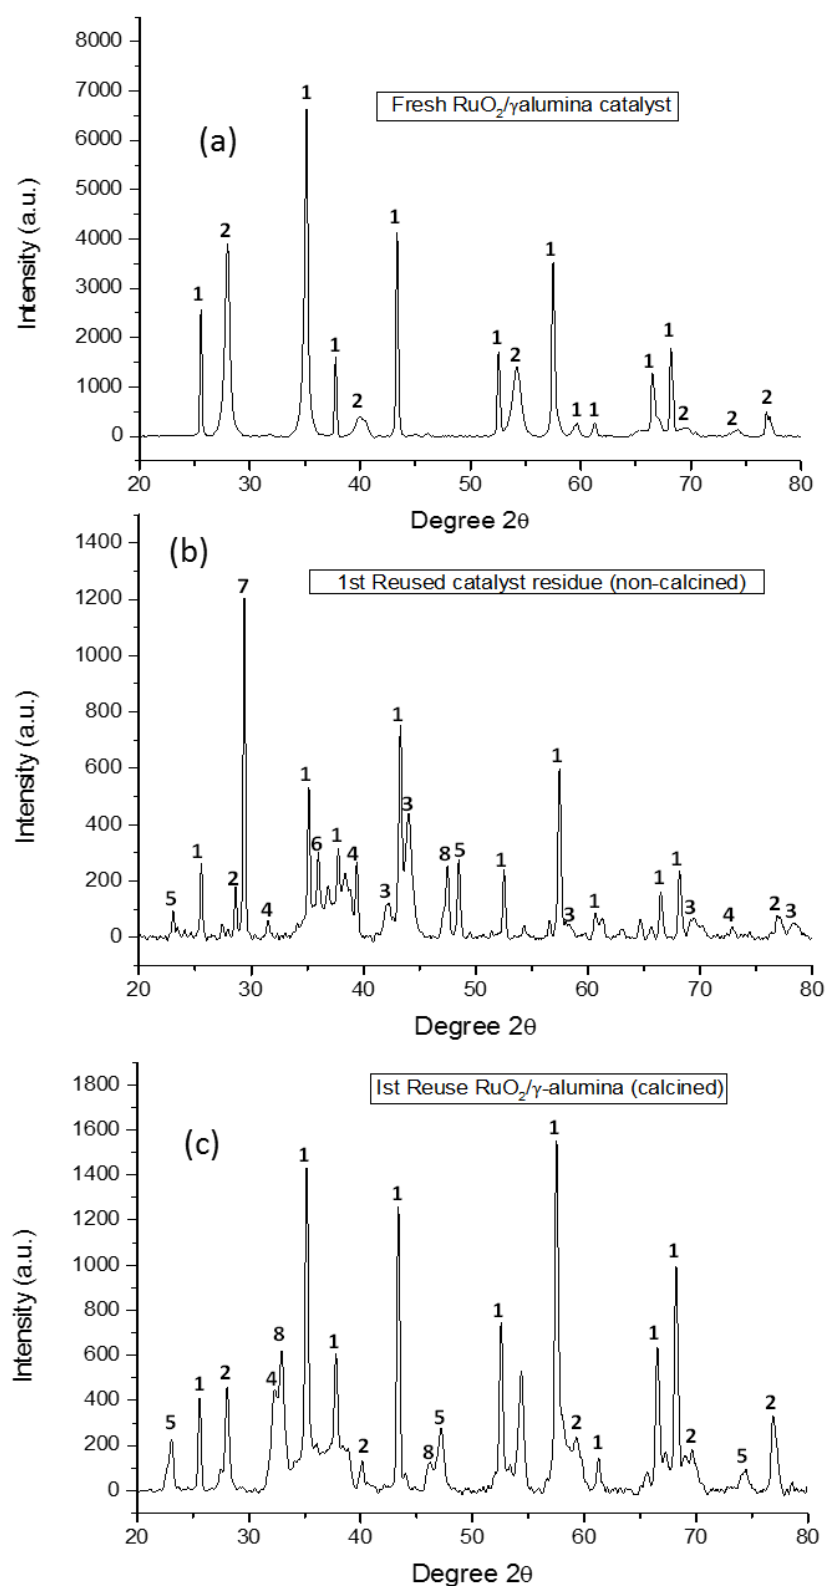 8000
7000
6000
5000
4000
3000
2000
1000
0
Intensity (a.u.)
(a)
Fresh RuO₂/γalumina catalyst
1 2 1 1 2 1 1 2 1 1 1 1 1 2 2 2
20 30 40 50 60 70 80
Degree 2θ
1400
1200
1000
800
600
400
200
0
Intensity (a.u.)
(b)
1st Reused catalyst residue (non-calcined)
5 1 2 7 4 1 6 1 4 3 1 3 8 5 1 1 3 1 1 1 3 4 2 3
20 30 40 50 60 70 80
Degree 2θ
1800
1600
1400
1200
1000
800
600
400
200
0
Intensity (a.u.)
(c)
Ist Reuse RuO₂/γ-alumina (calcined)
5 1 2 4 8 1 1 2 1 8 5 1 1 2 1 1 1 2 5 2
20 30 40 50 60 70 80
Degree 2θ